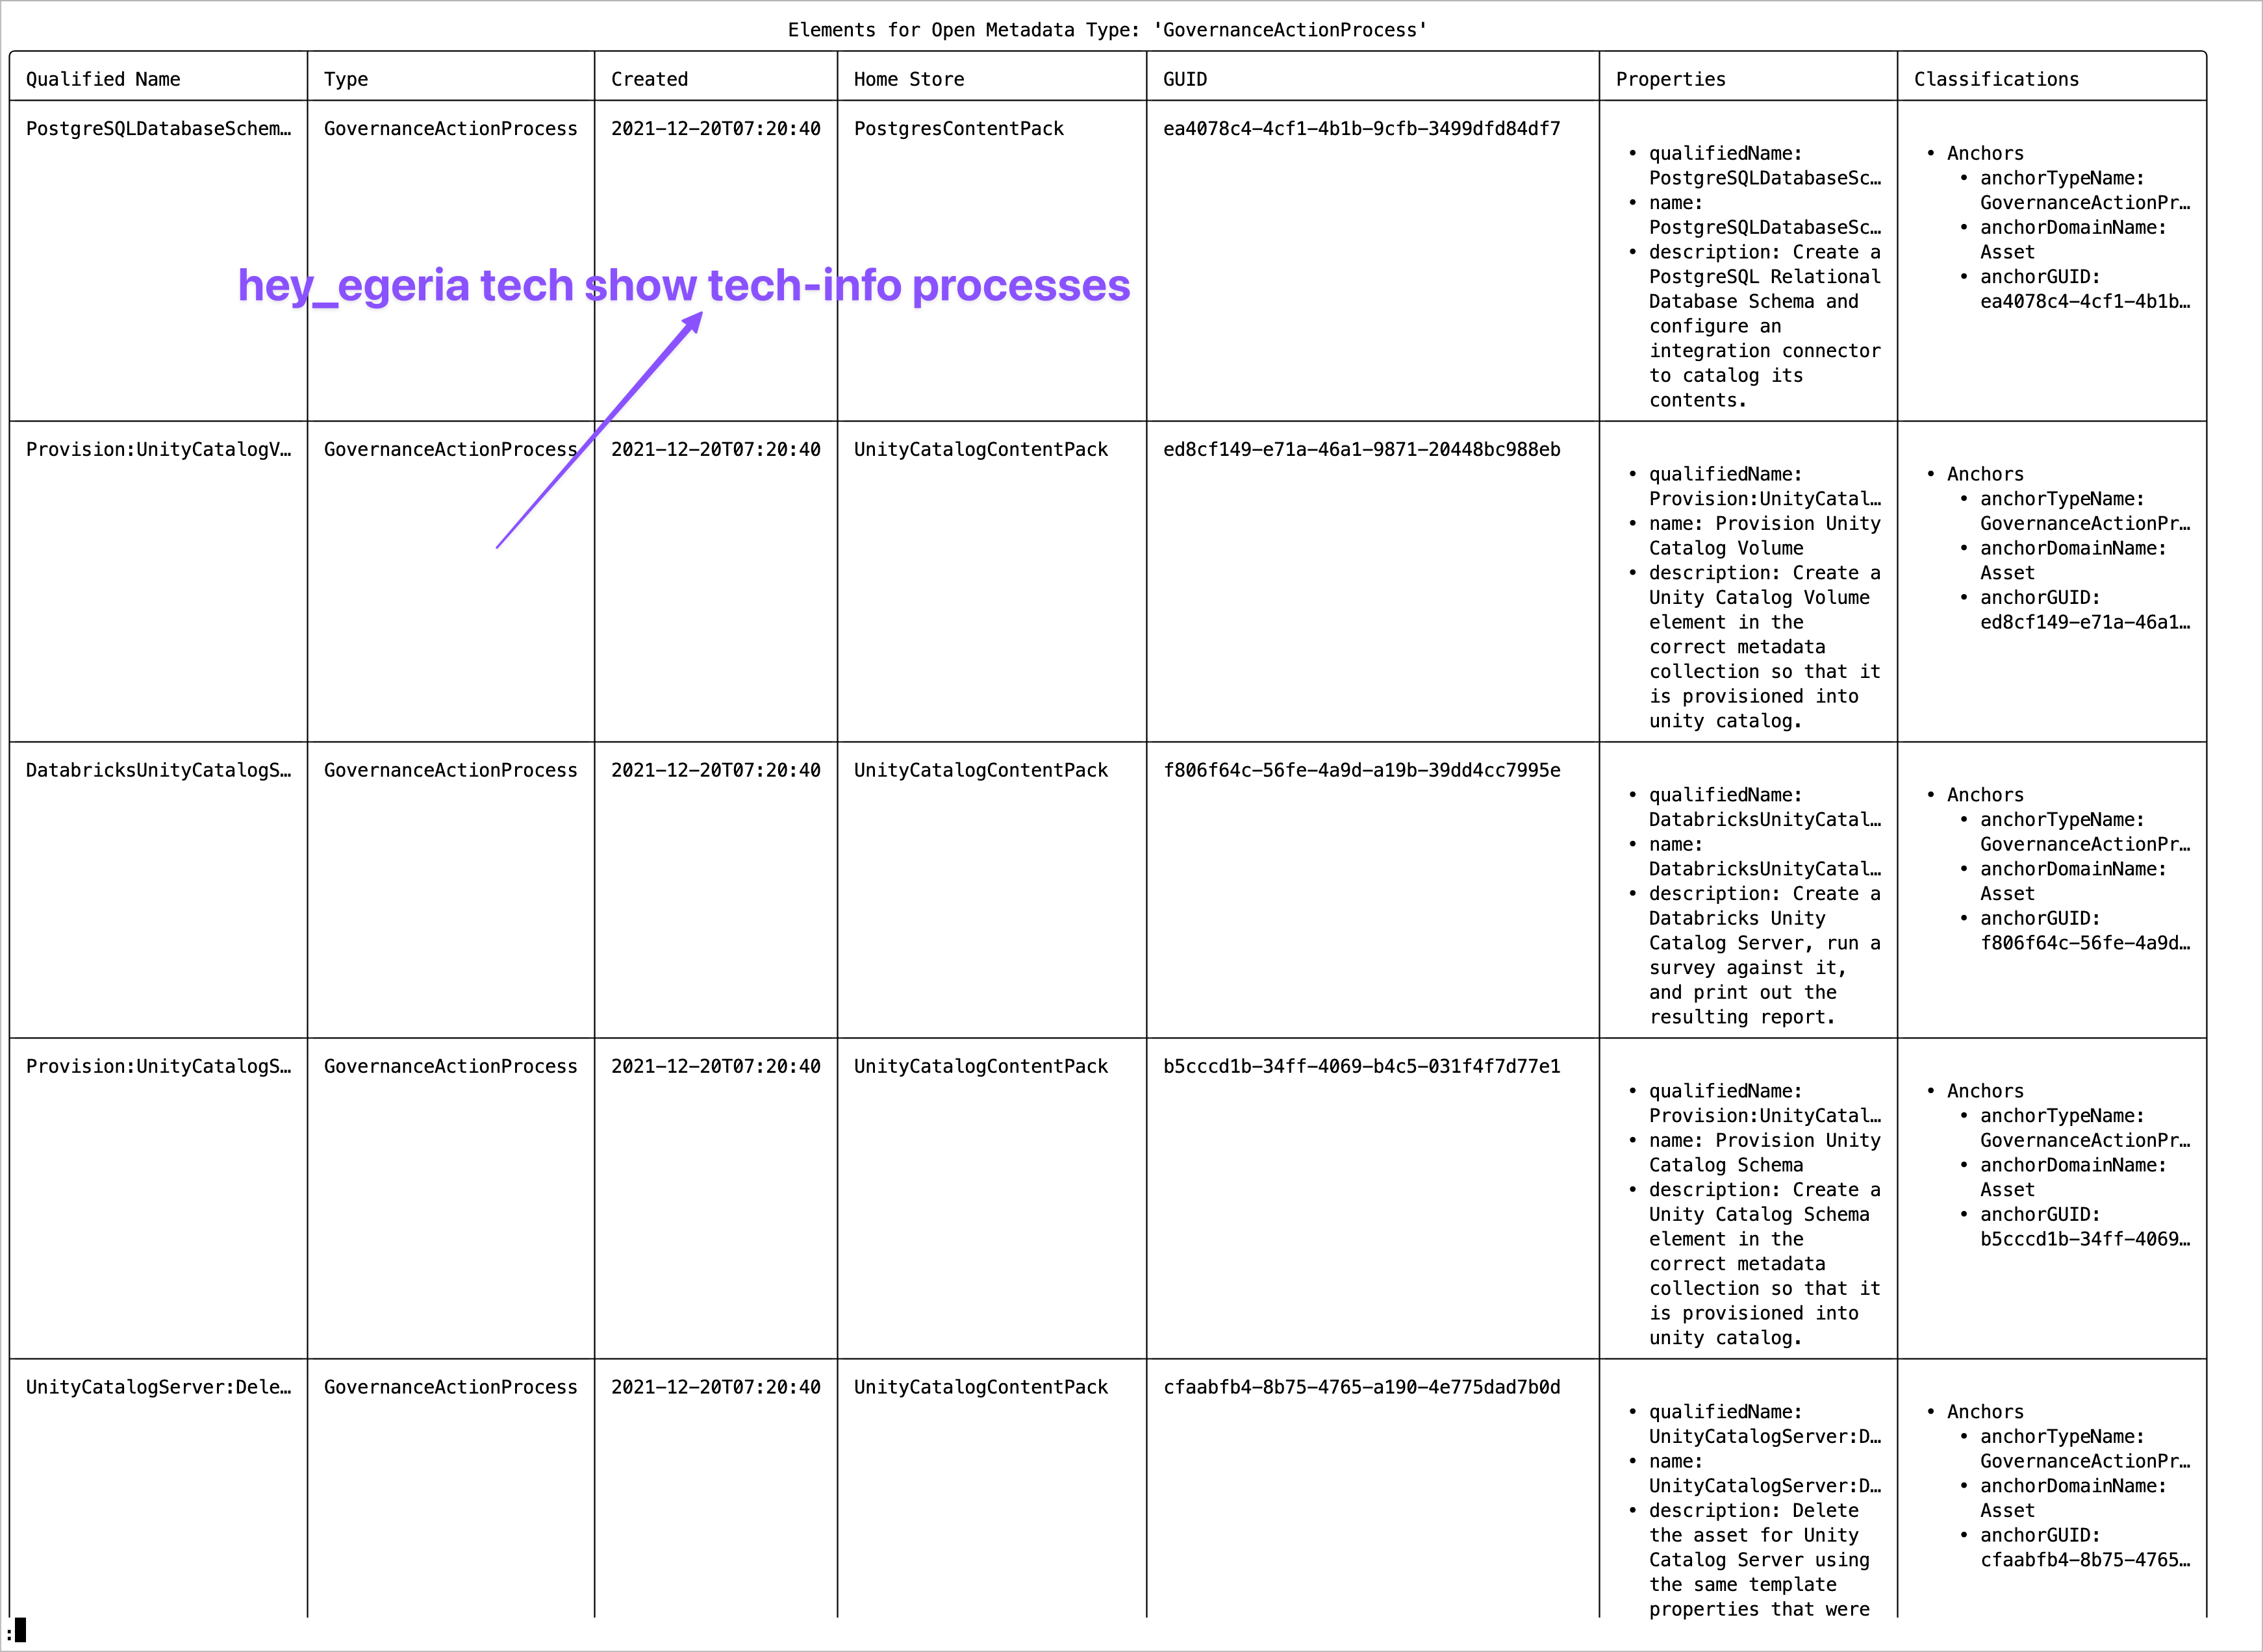 Elements for Open Metadata Type: 'GovernanceActionProcess'
Qualified Name Type Created Home Store GUID Properties Classifications
PostgreSQLDatabaseSchem… GovernanceActionProcess 2021-12-20T07:20:40 PostgresContentPack ea4078c4-4cf1-4b1b-9cfb-3499dfd84df7
• qualifiedName:
PostgreSQLDatabaseSc…
• name:
PostgreSQLDatabaseSc…
• description: Create a
PostgreSQL Relational
Database Schema and
configure an
integration connector
to catalog its
contents.
• Anchors
• anchorTypeName:
GovernanceActionPr…
• anchorDomainName:
Asset
• anchorGUID:
ea4078c4-4cf1-4b1b…
hey_egeria tech show tech-info processes
Provision:UnityCatalogV… GovernanceActionProcess 2021-12-20T07:20:40 UnityCatalogContentPack ed8cf149-e71a-46a1-9871-20448bc988eb
• qualifiedName:
Provision:UnityCatal…
• name: Provision Unity
Catalog Volume
• description: Create a
Unity Catalog Volume
element in the
correct metadata
collection so that it
is provisioned into
unity catalog.
• Anchors
• anchorTypeName:
GovernanceActionPr…
• anchorDomainName:
Asset
• anchorGUID:
ed8cf149-e71a-46a1…
DatabricksUnityCatalogS… GovernanceActionProcess 2021-12-20T07:20:40 UnityCatalogContentPack f806f64c-56fe-4a9d-a19b-39dd4cc7995e
• qualifiedName:
DatabricksUnityCatal…
• name:
DatabricksUnityCatal…
• description: Create a
Databricks Unity
Catalog Server, run a
survey against it,
and print out the
resulting report.
• Anchors
• anchorTypeName:
GovernanceActionPr…
• anchorDomainName:
Asset
• anchorGUID:
f806f64c-56fe-4a9d…
Provision:UnityCatalogS… GovernanceActionProcess 2021-12-20T07:20:40 UnityCatalogContentPack b5cccd1b-34ff-4069-b4c5-031f4f7d77e1
• qualifiedName:
Provision:UnityCatal…
• name: Provision Unity
Catalog Schema
• description: Create a
Unity Catalog Schema
element in the
correct metadata
collection so that it
is provisioned into
unity catalog.
• Anchors
• anchorTypeName:
GovernanceActionPr…
• anchorDomainName:
Asset
• anchorGUID:
b5cccd1b-34ff-4069…
UnityCatalogServer:Dele… GovernanceActionProcess 2021-12-20T07:20:40 UnityCatalogContentPack cfaabfb4-8b75-4765-a190-4e775dad7b0d
• qualifiedName:
UnityCatalogServer:D…
• name:
UnityCatalogServer:D…
• description: Delete
the asset for Unity
Catalog Server using
the same template
properties that were
• Anchors
• anchorTypeName:
GovernanceActionPr…
• anchorDomainName:
Asset
• anchorGUID:
cfaabfb4-8b75-4765…
: